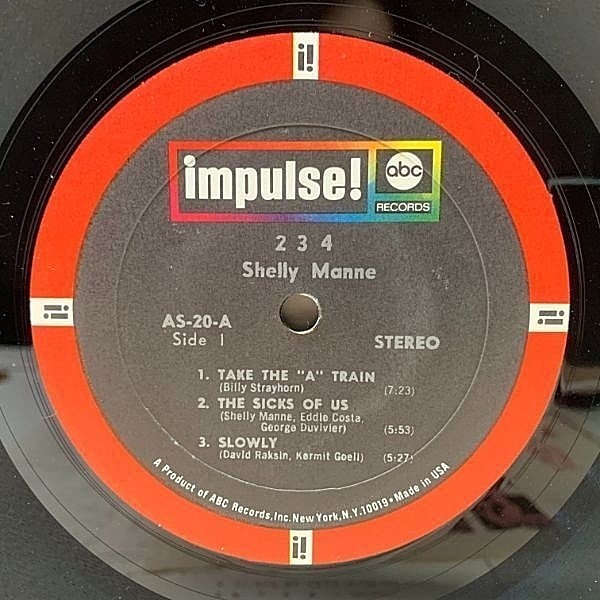 i!
impulse!
abc
RECORDS
2 3 4
Shelly Manne
AS-20-A
Side 1
STEREO
1. TAKE THE "A" TRAIN
(Billy Strayhorn) (7:23)
2. THE SICKS OF US
(Shelly Manne, Eddie Costa,
George Duvivier) (5:53)
3. SLOWLY
(David Raksin, Kermit Goell) (5:27)
A Product of ABC Records, Inc. New York, N.Y. 10019 • Made in USA
i!
i!
i!